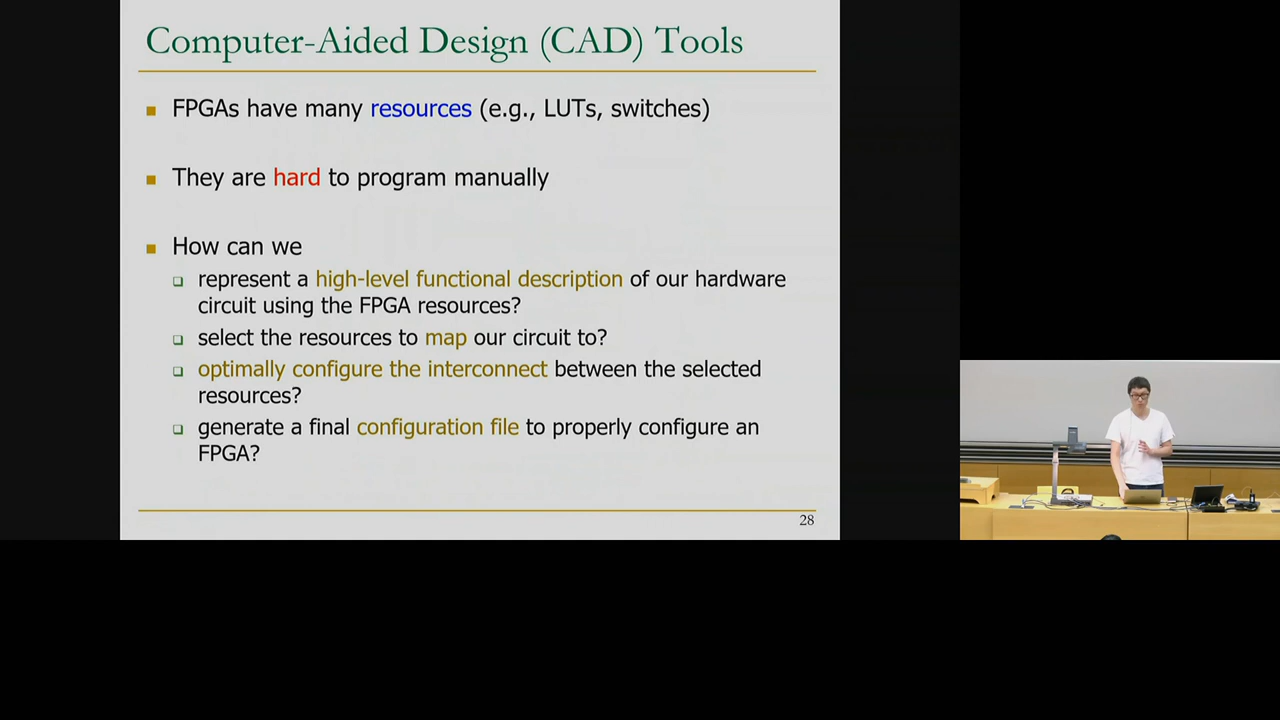 Computer-Aided Design (CAD) Tools
FPGAs have many resources (e.g., LUTs, switches)
They are hard to program manually
How can we
represent a high-level functional description of our hardware
circuit using the FPGA resources?
select the resources to map our circuit to?
optimally configure the interconnect between the selected
resources?
generate a final configuration file to properly configure an
FPGA?
28